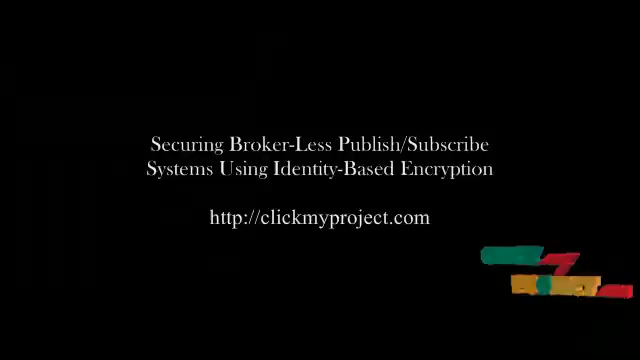 Securing Broker-Less Publish/Subscribe
Systems Using Identity-Based Encryption
http://clickmyproject.com